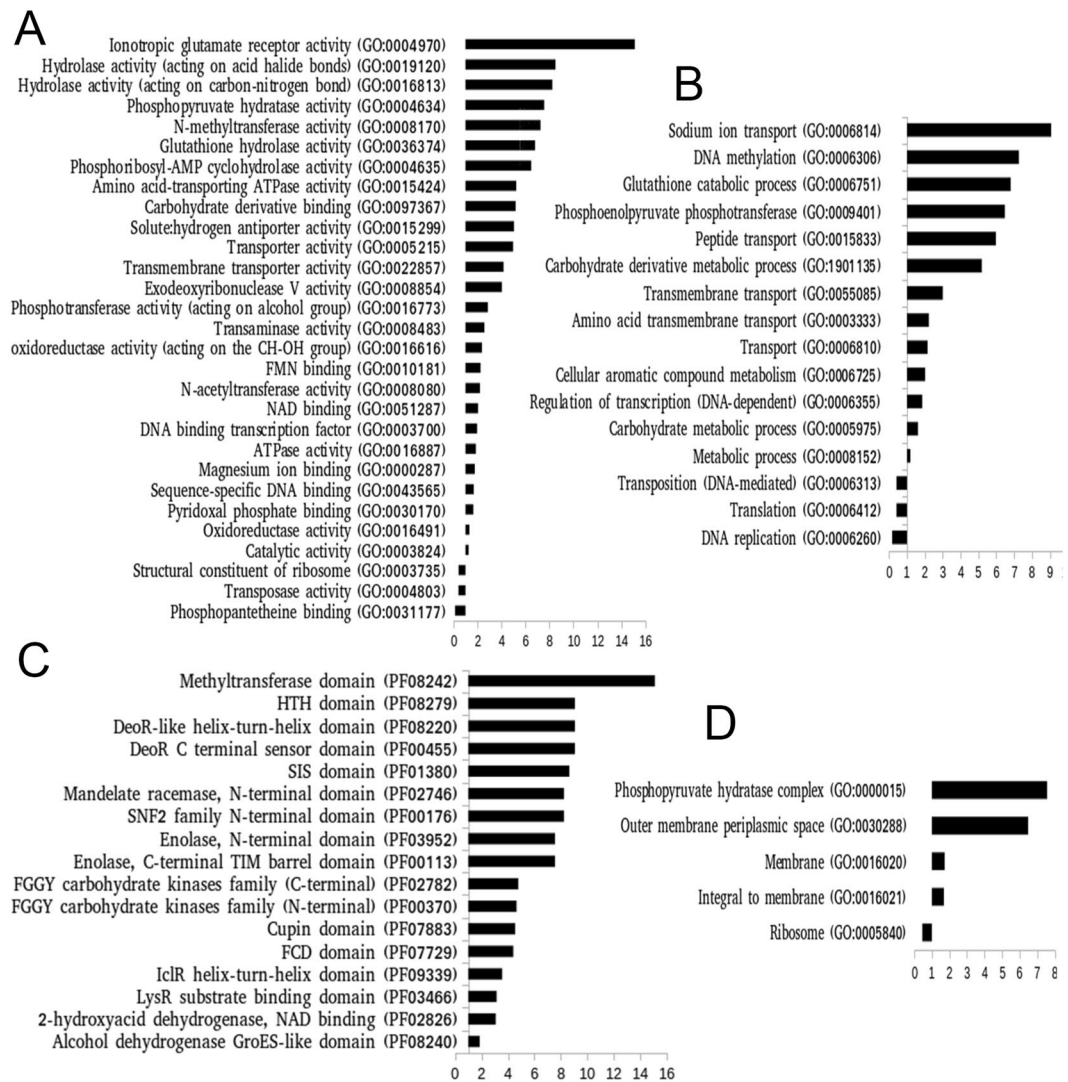 A
Ionotropic glutamate receptor activity (GO:0004970)
Hydrolase activity (acting on acid halide bonds) (GO:0019120)
Hydrolase activity (acting on carbon-nitrogen bond) (GO:0016813)
Phosphopyruvate hydratase activity (GO:0004634)
N-methyltransferase activity (GO:0008170)
Glutathione hydrolase activity (GO:0036374)
Phosphoribosyl-AMP cyclohydrolase activity (GO:0004635)
Amino acid-transporting ATPase activity (GO:0015424)
Carbohydrate derivative binding (GO:0097367)
Solute:hydrogen antiporter activity (GO:0015299)
Transporter activity (GO:0005215)
Transmembrane transporter activity (GO:0022857)
Exodeoxyribonuclease V activity (GO:0008854)
Phosphotransferase activity (acting on alcohol group) (GO:0016773)
Transaminase activity (GO:0008483)
oxidoreductase activity (acting on the CH-OH group) (GO:0016616)
FMN binding (GO:0010181)
N-acetyltransferase activity (GO:0008080)
NAD binding (GO:0051287)
DNA binding transcription factor (GO:0003700)
ATPase activity (GO:0016887)
Magnesium ion binding (GO:0000287)
Sequence-specific DNA binding (GO:0043565)
Pyridoxal phosphate binding (GO:0030170)
Oxidoreductase activity (GO:0016491)
Catalytic activity (GO:0003824)
Structural constituent of ribosome (GO:0003735)
Transposase activity (GO:0004803)
Phosphopantetheine binding (GO:0031177)
0 2 4 6 8 10 12 14 16
B
Sodium ion transport (GO:0006814)
DNA methylation (GO:0006306)
Glutathione catabolic process (GO:0006751)
Phosphoenolpyruvate phosphotransferase (GO:0009401)
Peptide transport (GO:0015833)
Carbohydrate derivative metabolic process (GO:1901135)
Transmembrane transport (GO:0055085)
Amino acid transmembrane transport (GO:0003333)
Transport (GO:0006810)
Cellular aromatic compound metabolism (GO:0006725)
Regulation of transcription (DNA-dependent) (GO:0006355)
Carbohydrate metabolic process (GO:0005975)
Metabolic process (GO:0008152)
Transposition (DNA-mediated) (GO:0006313)
Translation (GO:0006412)
DNA replication (GO:0006260)
0 1 2 3 4 5 6 7 8 9
C
Methyltransferase domain (PF08242)
HTH domain (PF08279)
DeoR-like helix-turn-helix domain (PF08220)
DeoR C terminal sensor domain (PF00455)
SIS domain (PF01380)
Mandelate racemase, N-terminal domain (PF02746)
SNF2 family N-terminal domain (PF00176)
Enolase, N-terminal domain (PF03952)
Enolase, C-terminal TIM barrel domain (PF00113)
FGGY carbohydrate kinases family (C-terminal) (PF02782)
FGGY carbohydrate kinases family (N-terminal) (PF00370)
Cupin domain (PF07883)
FCD domain (PF07729)
IclR helix-turn-helix domain (PF09339)
LysR substrate binding domain (PF03466)
2-hydroxyacid dehydrogenase, NAD binding (PF02826)
Alcohol dehydrogenase GroES-like domain (PF08240)
0 2 4 6 8 10 12 14 16
D
Phosphopyruvate hydratase complex (GO:0000015)
Outer membrane periplasmic space (GO:0030288)
Membrane (GO:0016020)
Integral to membrane (GO:0016021)
Ribosome (GO:0005840)
0 1 2 3 4 5 6 7 8